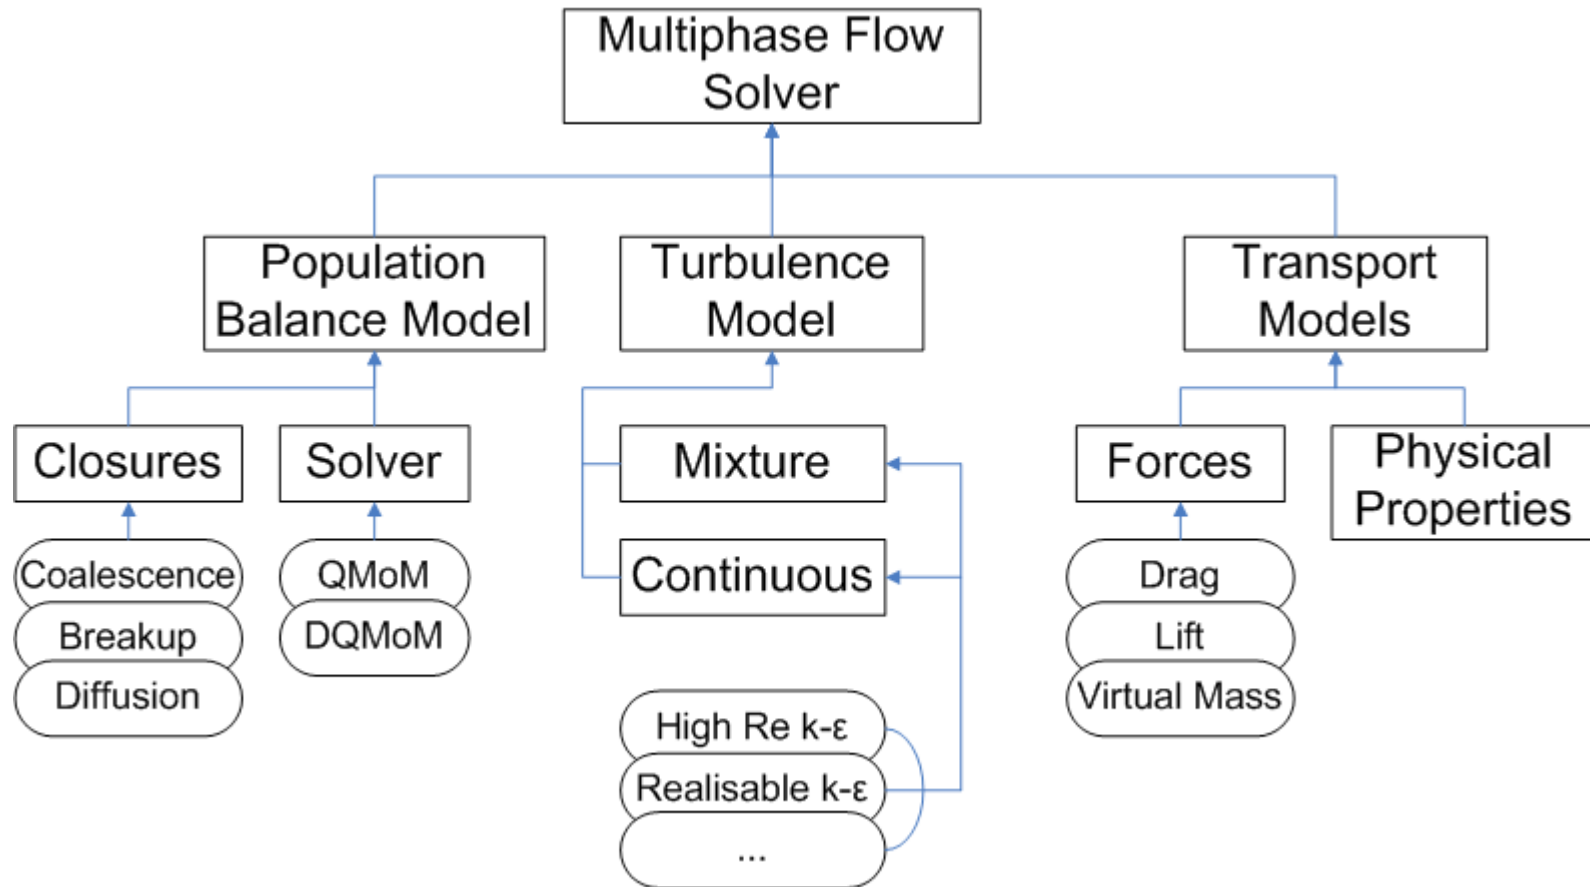 Multiphase Flow
Solver
Population
Balance Model
Turbulence
Model
Transport
Models
Closures
Solver
Mixture
Forces
Physical
Properties
Continuous
Coalescence
Breakup
Diffusion
QMoM
DQMoM
High Re k-ε
Realisable k-ε
...
Drag
Lift
Virtual Mass